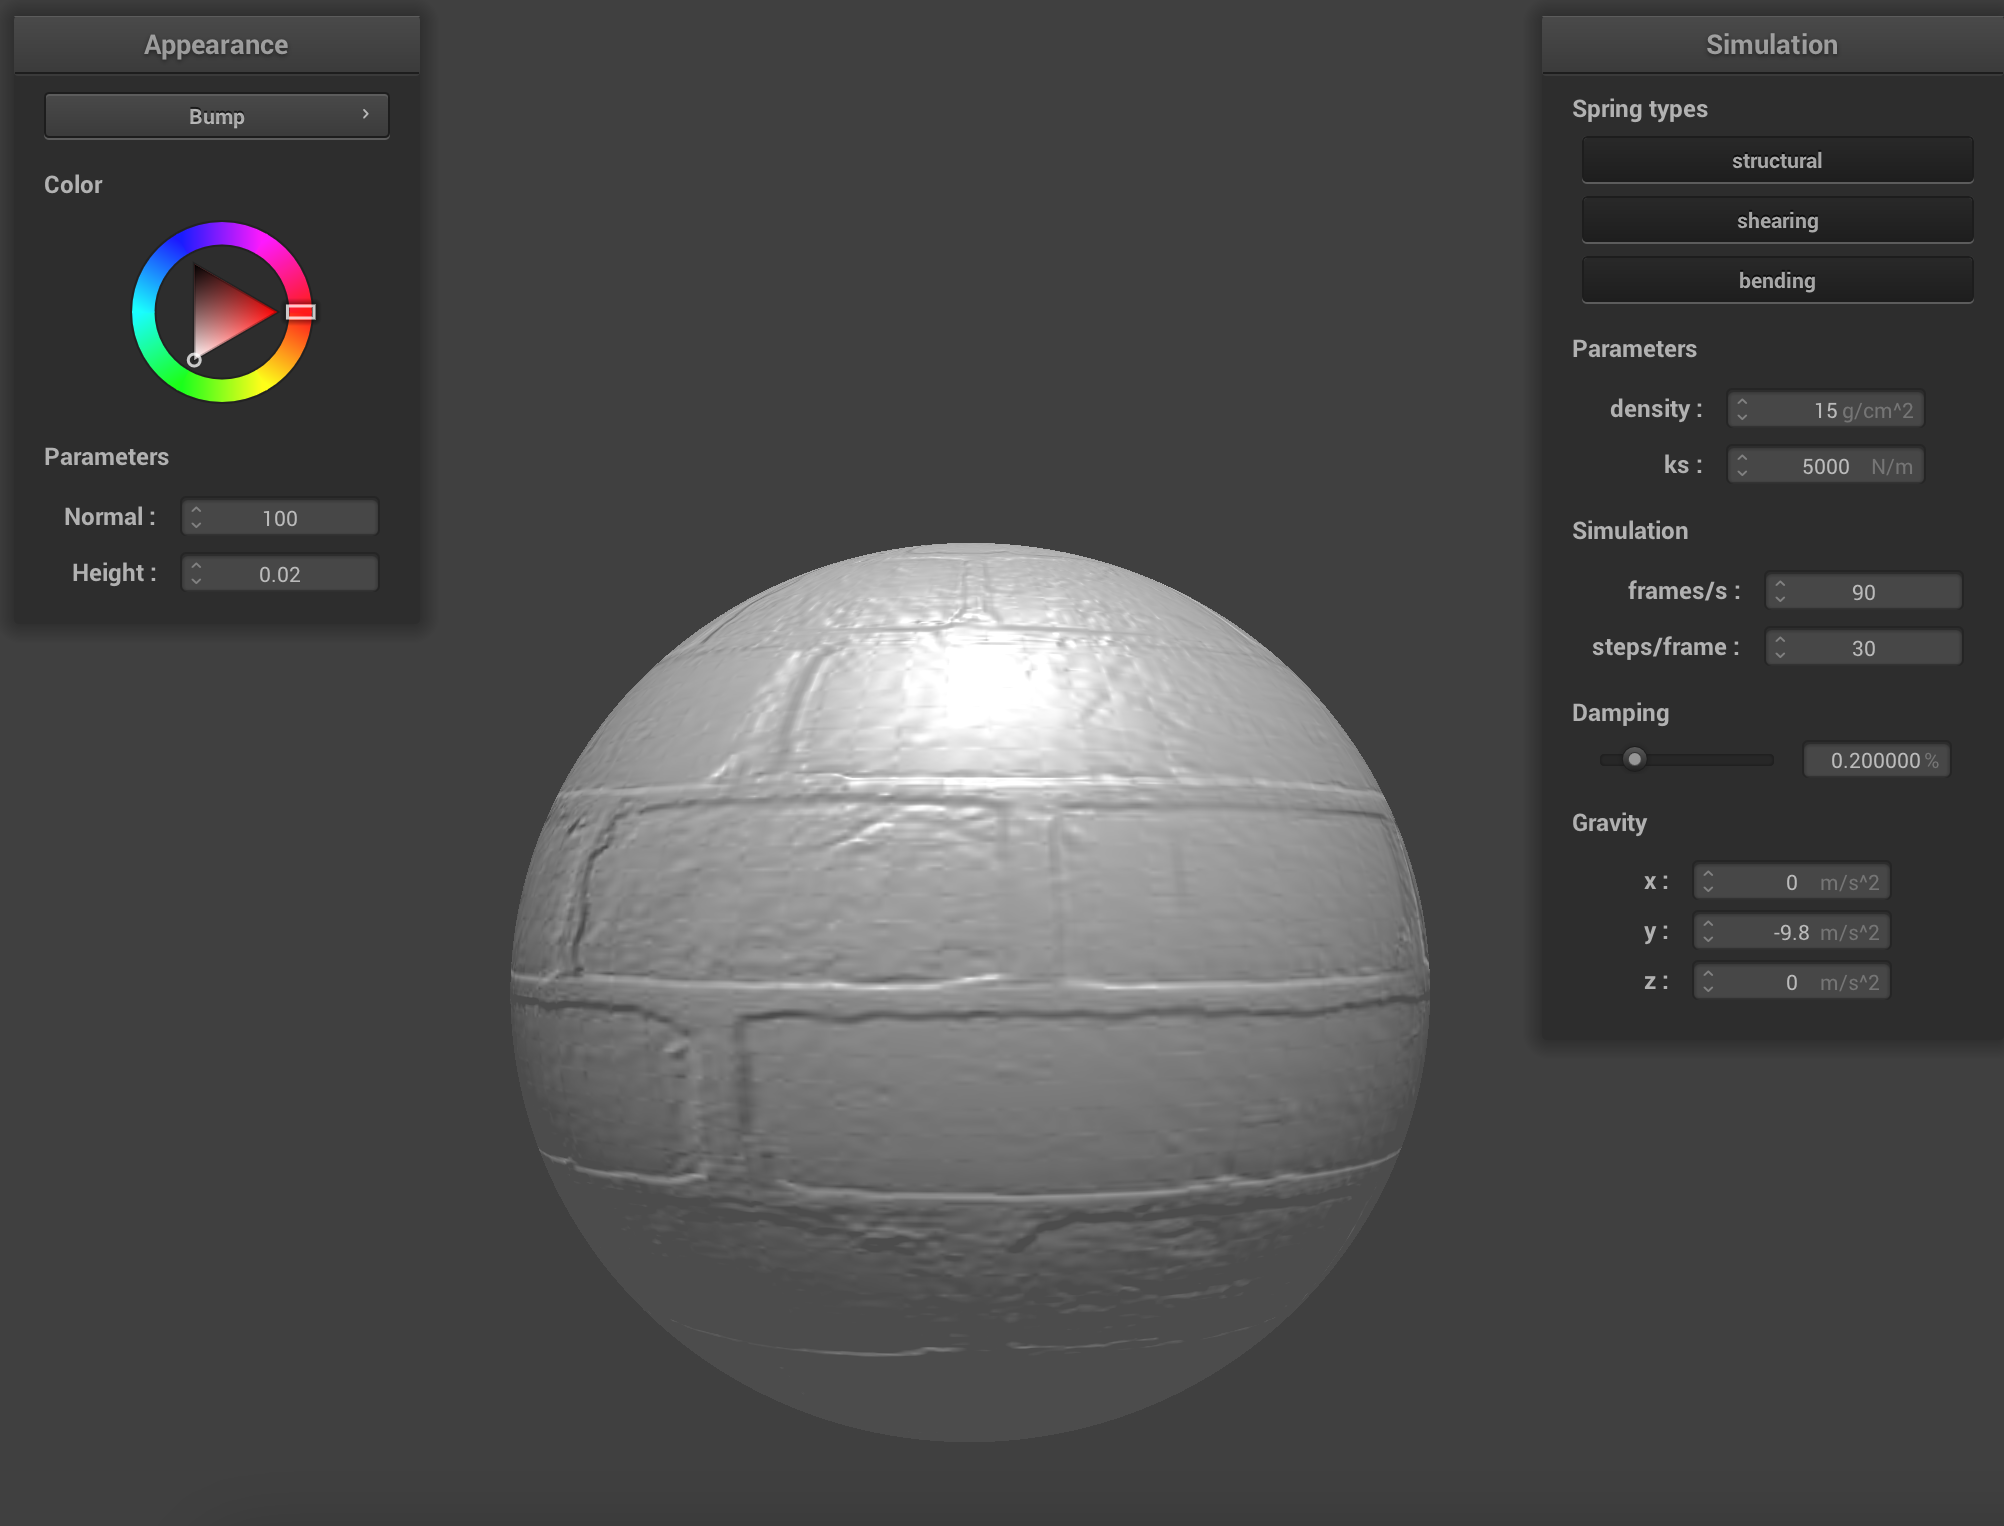 Appearance
Bump
Color
Parameters
Normal : 100
Height : 0.02
Simulation
Spring types
structural
shearing
bending
Parameters
density : 15 g/cm^2
ks : 5000 N/m
Simulation
frames/s : 90
steps/frame : 30
Damping
0.200000 %
Gravity
x : 0 m/s^2
y : -9.8 m/s^2
z : 0 m/s^2